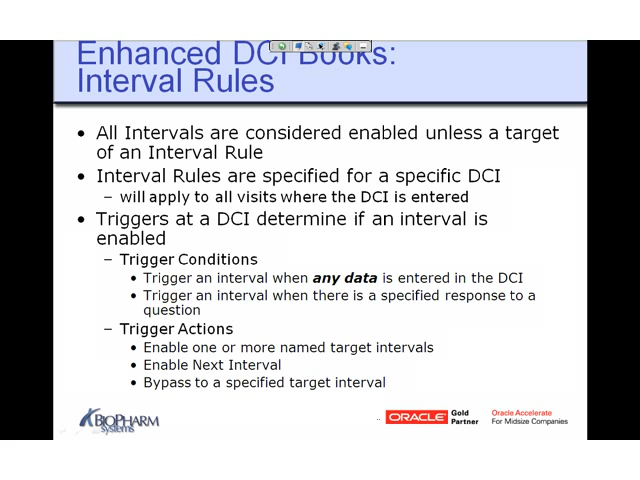 Enhanced DCI Books:
Interval Rules
• All Intervals are considered enabled unless a target
of an Interval Rule
• Interval Rules are specified for a specific DCI
– will apply to all visits where the DCI is entered
• Triggers at a DCI determine if an interval is
enabled
– Trigger Conditions
• Trigger an interval when any data is entered in the DCI
• Trigger an interval when there is a specified response to a
question
– Trigger Actions
• Enable one or more named target intervals
• Enable Next Interval
• Bypass to a specified target interval
BIOPHARM
systems
ORACLE
Gold
Partner
Oracle Accelerate
For Midsize Companies